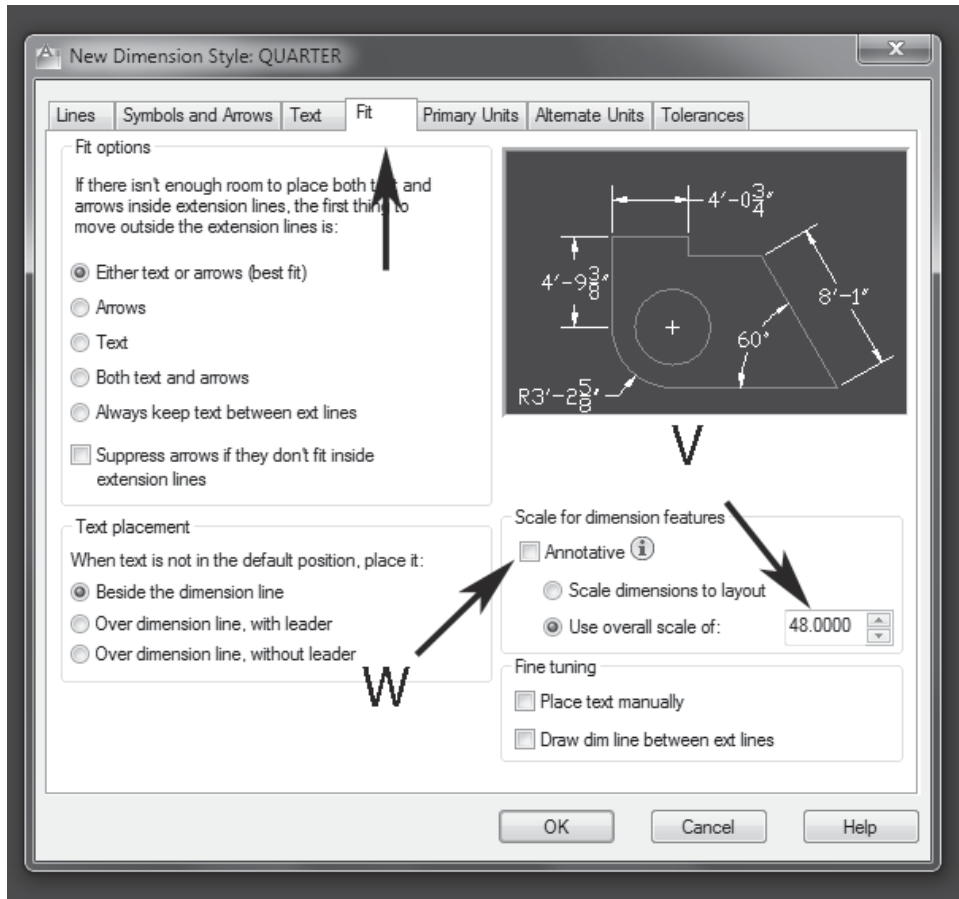 New Dimension Style: QUARTER
X
Lines
Symbols and Arrows
Text
Fit
Primary Units
Alternate Units
Tolerances
Fit options
If there isn't enough room to place both text and
arrows inside extension lines, the first thing to
move outside the extension lines is:
Either text or arrows (best fit)
Arrows
Text
Both text and arrows
Always keep text between ext lines
Suppress arrows if they don't fit inside
extension lines
4'-0 3/4"
4'-9 3/8"
8'-1"
60°
R3'-2 5/8"
V
Text placement
When text is not in the default position, place it:
Beside the dimension line
Over dimension line, with leader
Over dimension line, without leader
W
Scale for dimension features
Annotative
Scale dimensions to layout
Use overall scale of: 48.0000
Fine tuning
Place text manually
Draw dim line between ext lines
OK
Cancel
Help